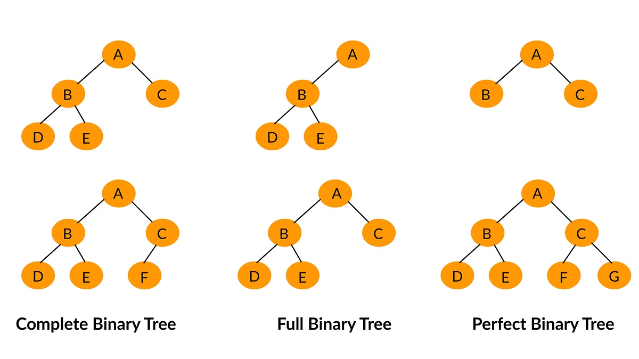 A A A
B C B B C
D E D E
A A A
B C B C B C
D E F D E D E F G
Complete Binary Tree Full Binary Tree Perfect Binary Tree